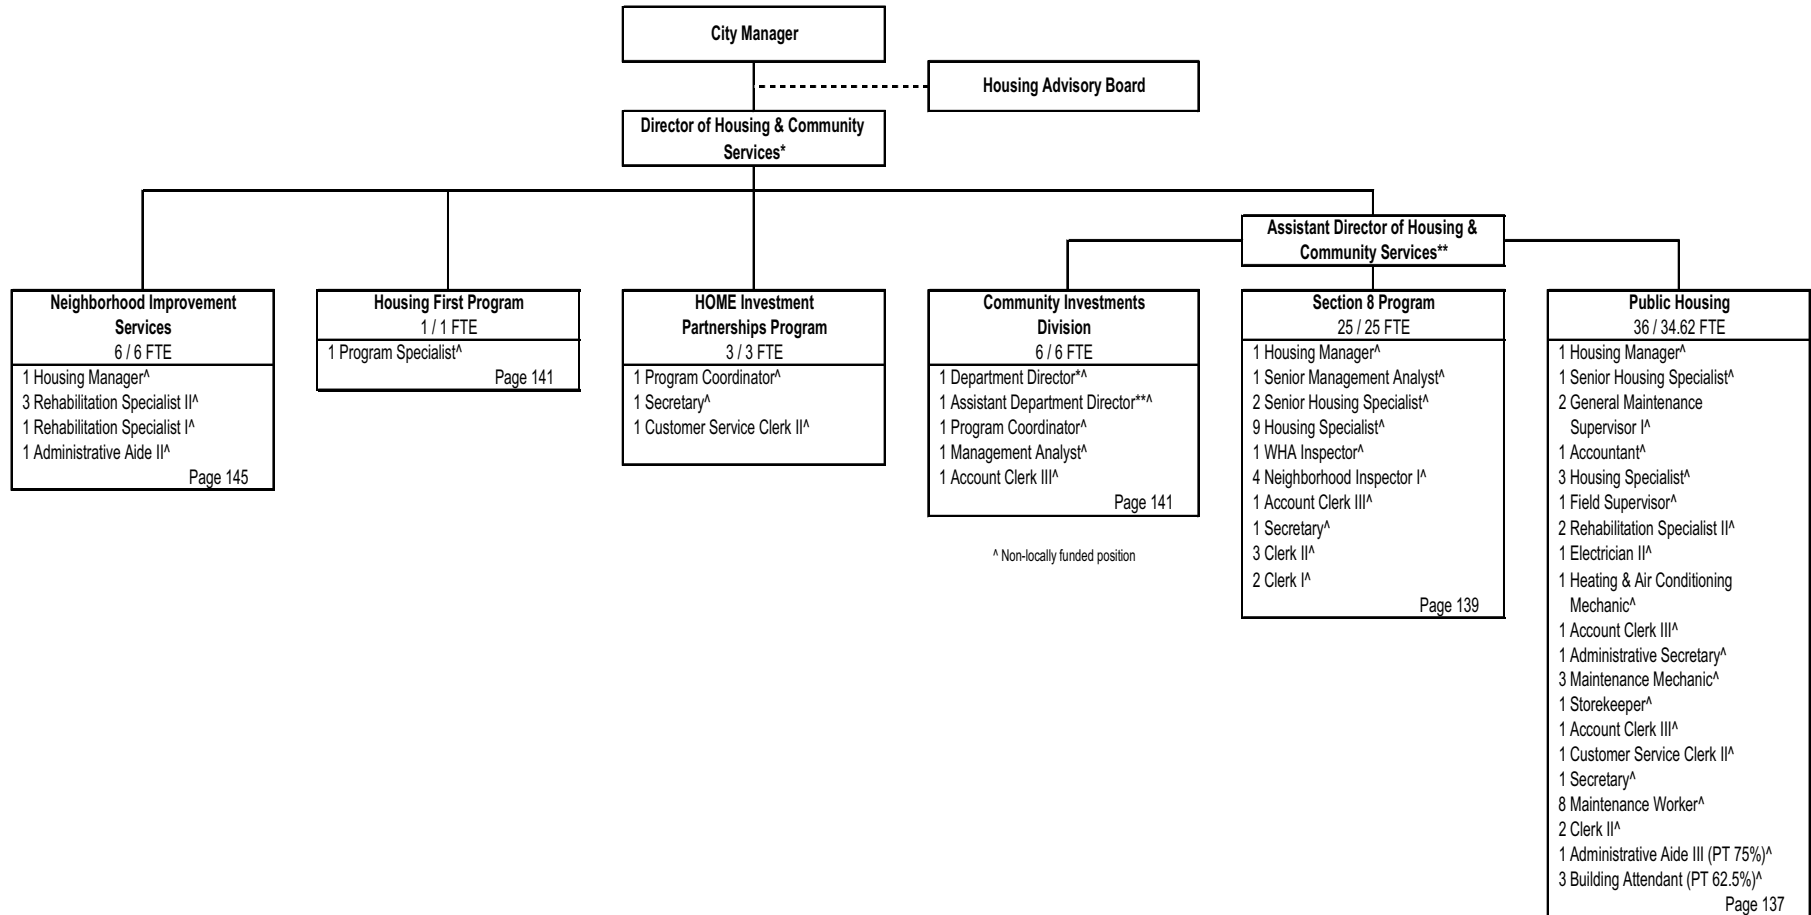 City Manager
Housing Advisory Board
Director of Housing & Community
Services*
Assistant Director of Housing &
Community Services**
Neighborhood Improvement
Services
6 / 6 FTE
1 Housing Manager^
3 Rehabilitation Specialist II^
1 Rehabilitation Specialist I^
1 Administrative Aide II^
Page 145
Housing First Program
1 / 1 FTE
1 Program Specialist^
Page 141
HOME Investment
Partnerships Program
3 / 3 FTE
1 Program Coordinator^
1 Secretary^
1 Customer Service Clerk II^
Community Investments
Division
6 / 6 FTE
1 Department Director*^
1 Assistant Department Director**^
1 Program Coordinator^
1 Management Analyst^
1 Account Clerk III^
Page 141
^ Non-locally funded position
Section 8 Program
25 / 25 FTE
1 Housing Manager^
1 Senior Management Analyst^
2 Senior Housing Specialist^
9 Housing Specialist^
1 WHA Inspector^
4 Neighborhood Inspector I^
1 Account Clerk III^
1 Secretary^
3 Clerk II^
2 Clerk I^
Page 139
Public Housing
36 / 34.62 FTE
1 Housing Manager^
1 Senior Housing Specialist^
2 General Maintenance
Supervisor I^
1 Accountant^
3 Housing Specialist^
1 Field Supervisor^
2 Rehabilitation Specialist II^
1 Electrician II^
1 Heating & Air Conditioning
Mechanic^
1 Account Clerk III^
1 Administrative Secretary^
3 Maintenance Mechanic^
1 Storekeeper^
1 Account Clerk III^
1 Customer Service Clerk II^
1 Secretary^
8 Maintenance Worker^
2 Clerk II^
1 Administrative Aide III (PT 75%)^
3 Building Attendant (PT 62.5%)^
Page 137